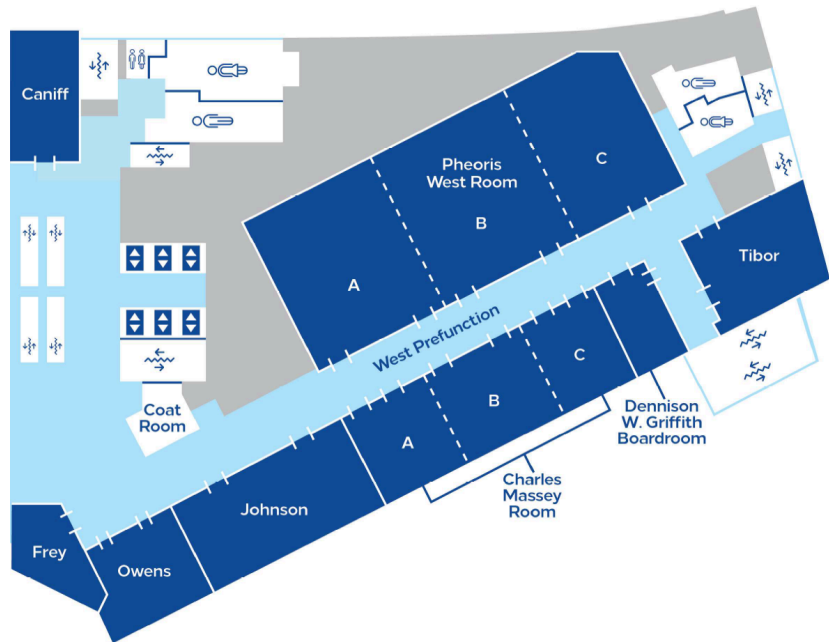 Caniff
Pheoris
West Room
A
B
C
Tibor
West Prefunction
Coat
Room
A
B
C
Dennison
W. Griffith
Boardroom
Charles
Massey
Room
Johnson
Owens
Frey